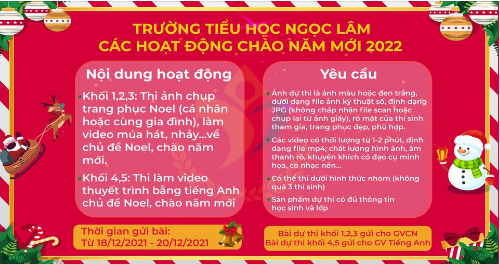 TRƯỜNG TIỂU HỌC NGỌC LÂM
CÁC HOẠT ĐỘNG CHÀO NĂM MỚI 2022
Nội dung hoạt động
Khối 1,2,3: Thi ảnh chụp
trang phục Noel (cá nhân
hoặc cùng gia đình), làm
video múa hát, nhảy...về
chủ đề Noel, chào năm
mới.
Khối 4,5: Thi làm video
thuyết trình bằng tiếng Anh
chủ đề Noel, chào năm mới
Thời gian gửi bài:
Từ 18/12/2021 - 20/12/2021
Yêu cầu
Ảnh dự thi là ảnh màu hoặc đen trắng,
dưới dạng file ảnh kỹ thuật số, định dạng
JPG (không chấp nhận file scan hoặc
chụp lại từ ảnh giấy), rõ mặt của thí sinh
tham gia, trang phục đẹp, phù hợp.
Các video có thời lượng từ 1-2 phút, định
dạng file mp4; chất lượng hình ảnh, âm
thanh rõ, khuyến khích có đạo cụ minh
họa, có nhạc nền...
Có thể thi dưới hình thức nhóm (không
quá 3 thí sinh)
Sản phẩm dự thi có đủ thông tin
học sinh và lớp
Bài dự thi khối 1,2,3 gửi cho GVCN
Bài dự thi khối 4,5 gửi cho GV Tiếng Anh